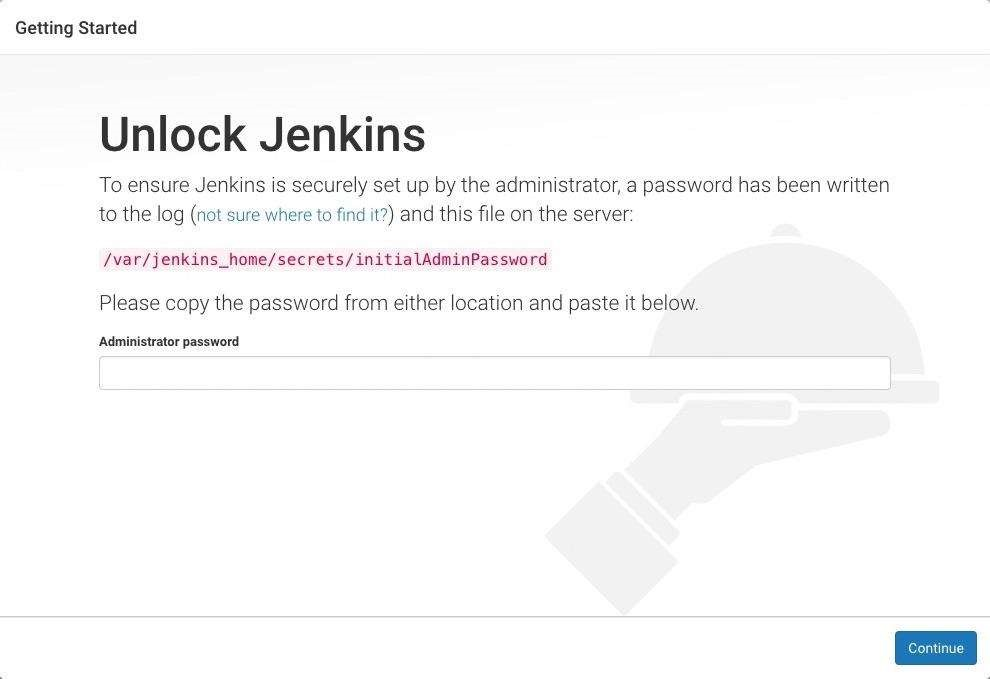 Getting Started
Unlock Jenkins
To ensure Jenkins is securely set up by the administrator, a password has been written
to the log (not sure where to find it?) and this file on the server:
/var/jenkins_home/secrets/initialAdminPassword
Please copy the password from either location and paste it below.
Administrator password
Continue